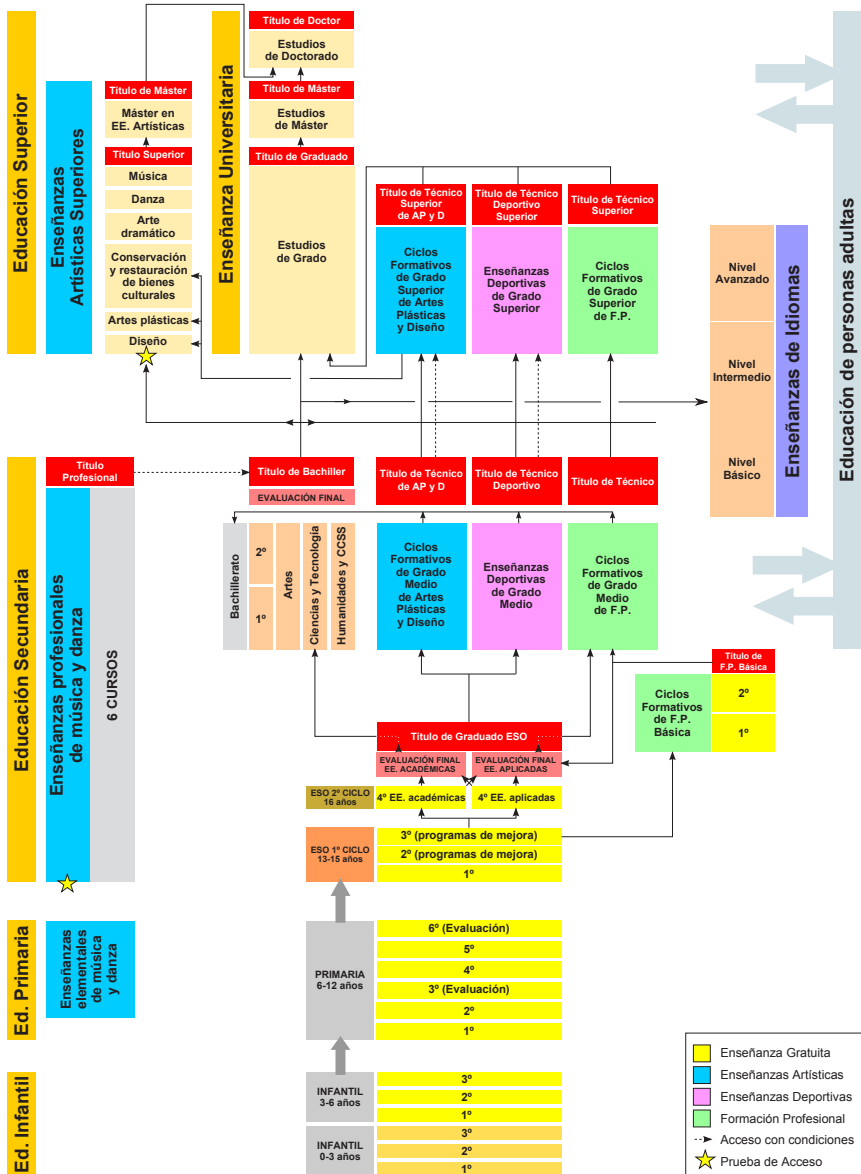 Educación Superior
Enseñanzas
Artísticas Superiores
Título de Máster
Máster en
EE. Artísticas
Título Superior
Música
Danza
Arte
dramático
Conservación
y restauración
de bienes
culturales
Artes plásticas
Diseño
Enseñanza Universitaria
Título de Doctor
Estudios
de Doctorado
Título de Máster
Estudios
de Máster
Título de Graduado
Estudios
de Grado
Título de Técnico
Superior
de AP y D
Ciclos
Formativos
de Grado
Superior
de Artes
Plásticas
y Diseño
Título de Técnico
Deportivo
Superior
Enseñanzas
Deportivas
de Grado
Superior
Título de Técnico
Superior
Ciclos
Formativos
de Grado
Superior
de F.P.
Nivel
Avanzado
Nivel
Intermedio
Nivel
Básico
Enseñanzas de Idiomas
Educación de personas adultas
Educación Secundaria
Título
Profesional
Enseñanzas profesionales
de música y danza
6 CURSOS
Título de Bachiller
EVALUACIÓN FINAL
Bachillerato
2º
1º
Artes
Ciencias y Tecnología
Humanidades y CCSS
Título de Técnico
de AP y D
Ciclos
Formativos
de Grado
Medio
de Artes
Plásticas
y Diseño
Título de Técnico
Deportivo
Enseñanzas
Deportivas
de Grado
Medio
Título de Técnico
Ciclos
Formativos
de Grado
Medio
de F.P.
Título de
F.P. Básica
Ciclos
Formativos
de F.P.
Básica
2º
1º
Título de Graduado ESO
EVALUACIÓN FINAL
EE. ACADÉMICAS
EVALUACIÓN FINAL
EE. APLICADAS
ESO 2º CICLO
16 años
4º EE. académicas
4º EE. aplicadas
ESO 1º CICLO
13-15 años
3º (programas de mejora)
2º (programas de mejora)
1º
Ed. Primaria
Enseñanzas
elementales
de música
y danza
PRIMARIA
6-12 años
6º (Evaluación)
5º
4º
3º (Evaluación)
2º
1º
Ed. Infantil
INFANTIL
3-6 años
3º
2º
1º
INFANTIL
0-3 años
3º
2º
1º
Enseñanza Gratuita
Enseñanzas Artísticas
Enseñanzas Deportivas
Formación Profesional
Acceso con condiciones
Prueba de Acceso